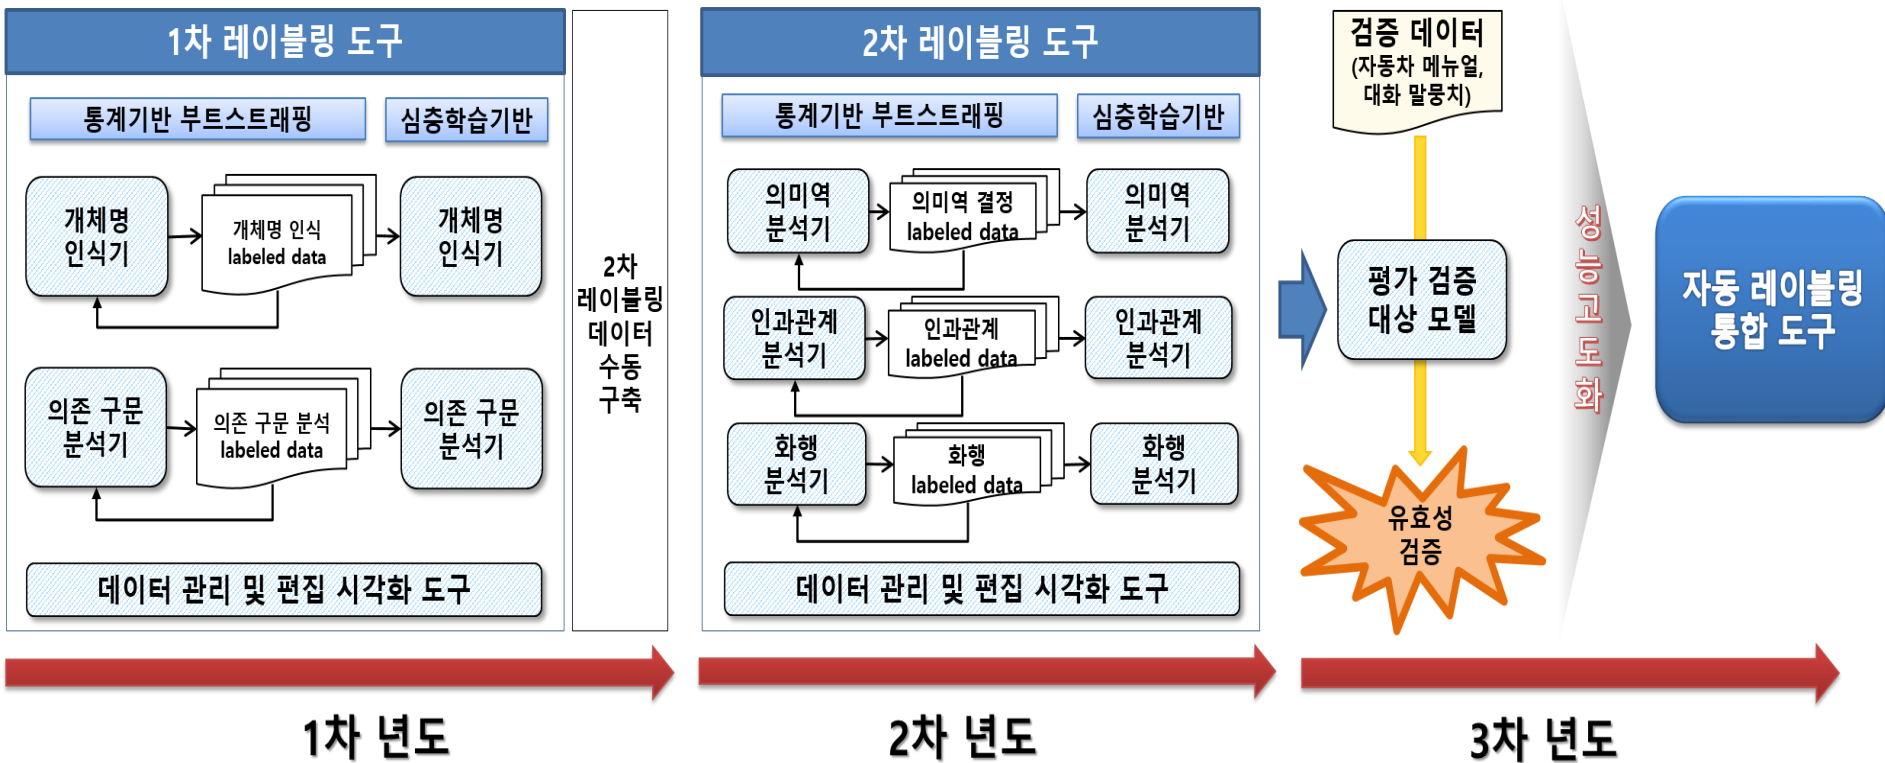 1차 레이블링 도구
통계기반 부트스트래핑
심층학습기반
개체명
인식기
개체명 인식
labeled data
개체명
인식기
의존 구문
분석기
의존 구문 분석
labeled data
의존 구문
분석기
데이터 관리 및 편집 시각화 도구
2차
레이블링
데이터
수동
구축
2차 레이블링 도구
통계기반 부트스트래핑
심층학습기반
의미역
분석기
의미역 결정
labeled data
의미역
분석기
인과관계
분석기
인과관계
labeled data
인과관계
분석기
화행
분석기
화행
labeled data
화행
분석기
데이터 관리 및 편집 시각화 도구
검증 데이터
(자동차 메뉴얼,
대화 말뭉치)
평가 검증
대상 모델
유효성
검증
성능고도화
자동 레이블링
통합 도구
1차 년도
2차 년도
3차 년도